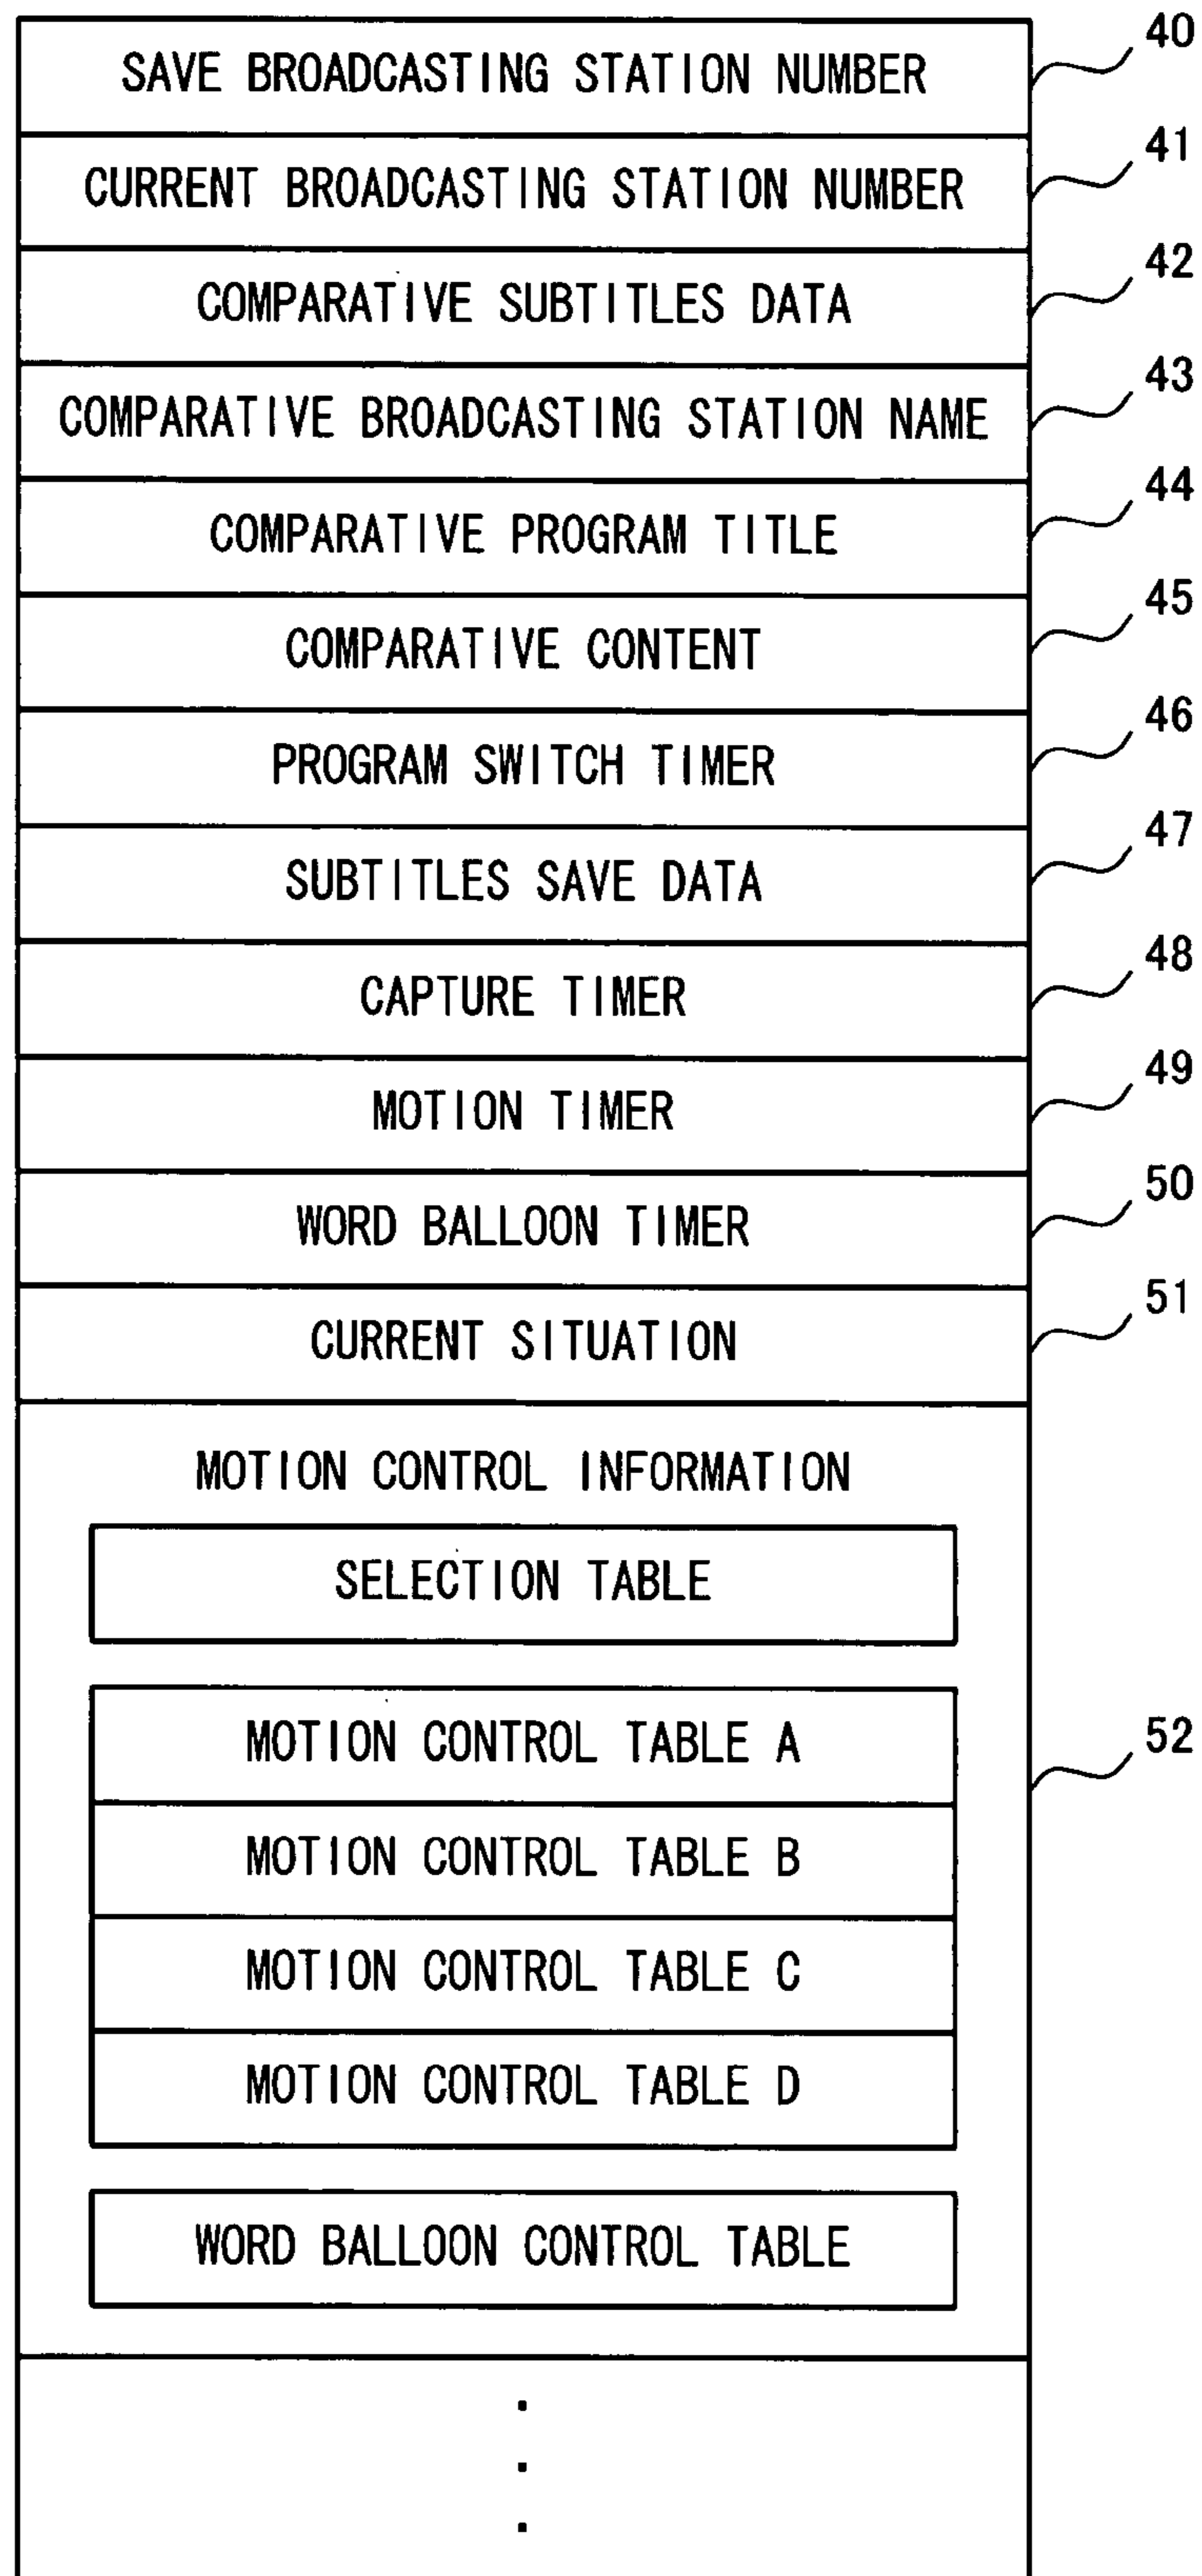 SAVE BROADCASTING STATION NUMBER 40
CURRENT BROADCASTING STATION NUMBER 41
COMPARATIVE SUBTITLES DATA 42
COMPARATIVE BROADCASTING STATION NAME 43
COMPARATIVE PROGRAM TITLE 44
COMPARATIVE CONTENT 45
PROGRAM SWITCH TIMER 46
SUBTITLES SAVE DATA 47
CAPTURE TIMER 48
MOTION TIMER 49
WORD BALLOON TIMER 50
CURRENT SITUATION 51
MOTION CONTROL INFORMATION
SELECTION TABLE
MOTION CONTROL TABLE A
52
MOTION CONTROL TABLE B
MOTION CONTROL TABLE C
MOTION CONTROL TABLE D
WORD BALLOON CONTROL TABLE